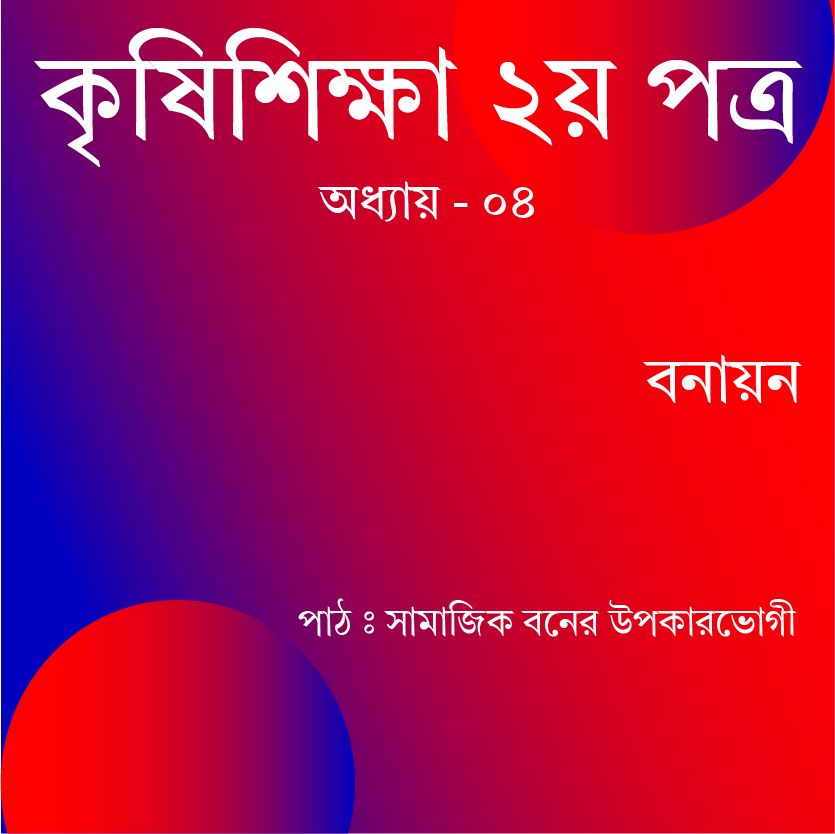 কৃষিশিক্ষা ২য় পত্র
অধ্যায় - ০৪
বনায়ন
পাঠ ঃ সামাজিক বনের উপকারভোগী